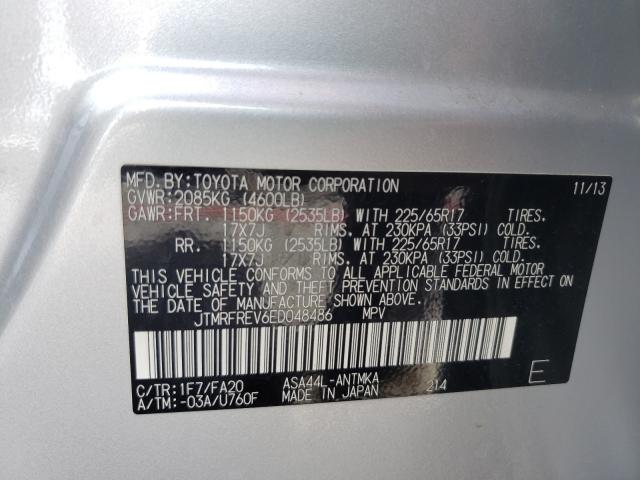 MFD.BY:TOYOTA MOTOR CORPORATION 11/13
GVWR:2085KG (4600LB)
GAWR:FRT. 1150KG (2535LB) WITH 225/65R17 TIRES.
17X7J RIMS. AT 230KPA (33PSI) COLD.
RR. 1150KG (2535LB) WITH 225/65R17 TIRES.
17X7J RIMS. AT 230KPA (33PSI) COLD.
THIS VEHICLE CONFORMS TO ALL APPLICABLE FEDERAL MOTOR
VEHICLE SAFETY AND THEFT PREVENTION STANDARDS IN EFFECT ON
THE DATE OF MANUFACTURE SHOWN ABOVE.
JTMRFREV6ED048486 MPV
C/TR:1F7/FA20 ASA44L-ANTMKA 214 E
A/TM:-03A/U760F MADE IN JAPAN